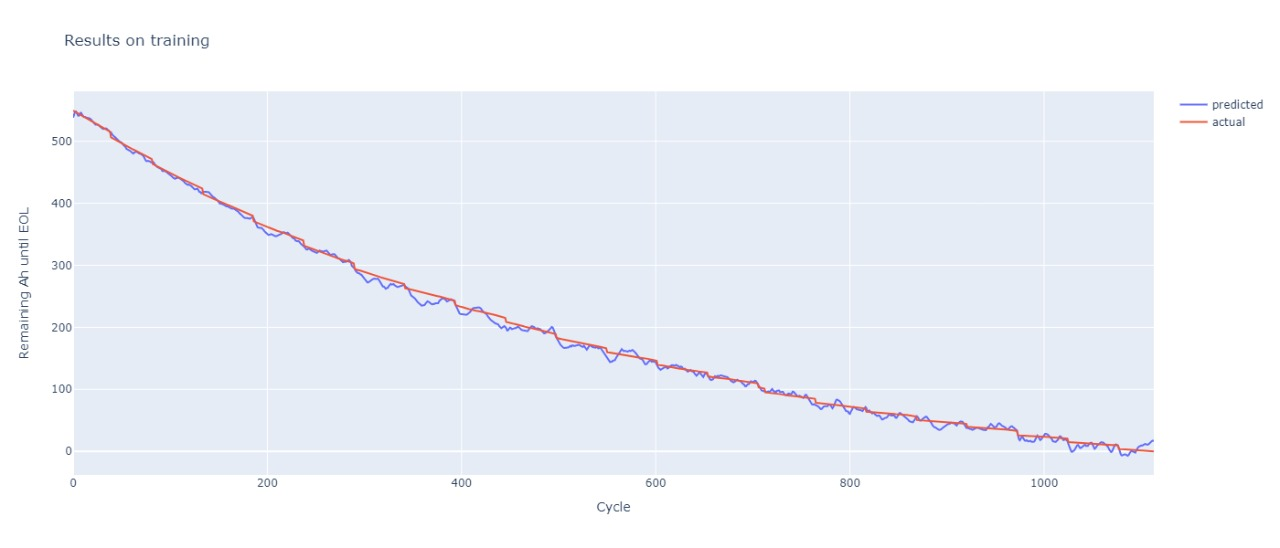 Results on training
predicted
actual
Remaining Ah until EOL
500
400
300
200
100
0
0 200 400 600 800 1000
Cycle